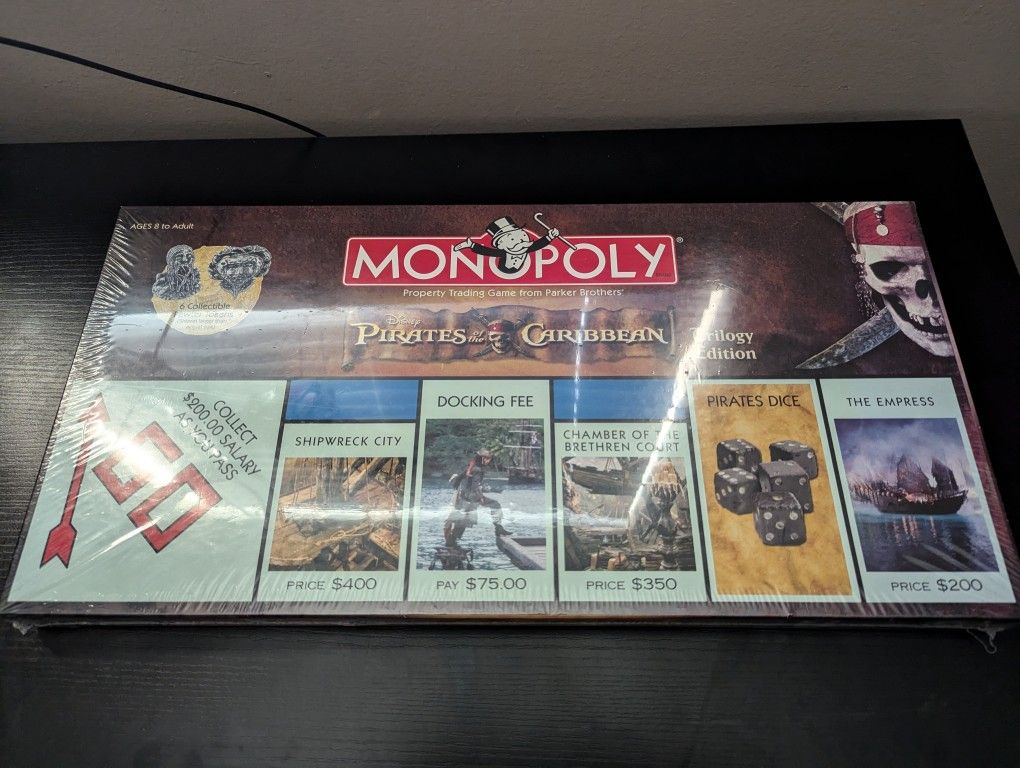 AGES 8 to Adult
MONOPOLY®
Property Trading Game from Parker Brothers®
6 Collectible
Tokens
Disney
PIRATES of the CARIBBEAN
Trilogy
Edition
COLLECT
$200.00 SALARY
AS YOU PASS
GO
SHIPWRECK CITY
PRICE $400
DOCKING FEE
PAY $75.00
CHAMBER OF THE
BRETHREN COURT
PRICE $350
PIRATES DICE
THE EMPRESS
PRICE $200